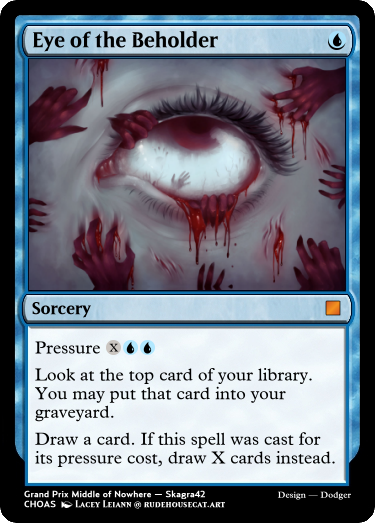 Eye of the Beholder
Sorcery
Pressure X
Look at the top card of your library.
You may put that card into your
graveyard.
Draw a card. If this spell was cast for
its pressure cost, draw X cards instead.
Grand Prix Middle of Nowhere — Skagra42
Design — Dodger
CHOAS Lacey Leiann @ rudehousecat.art